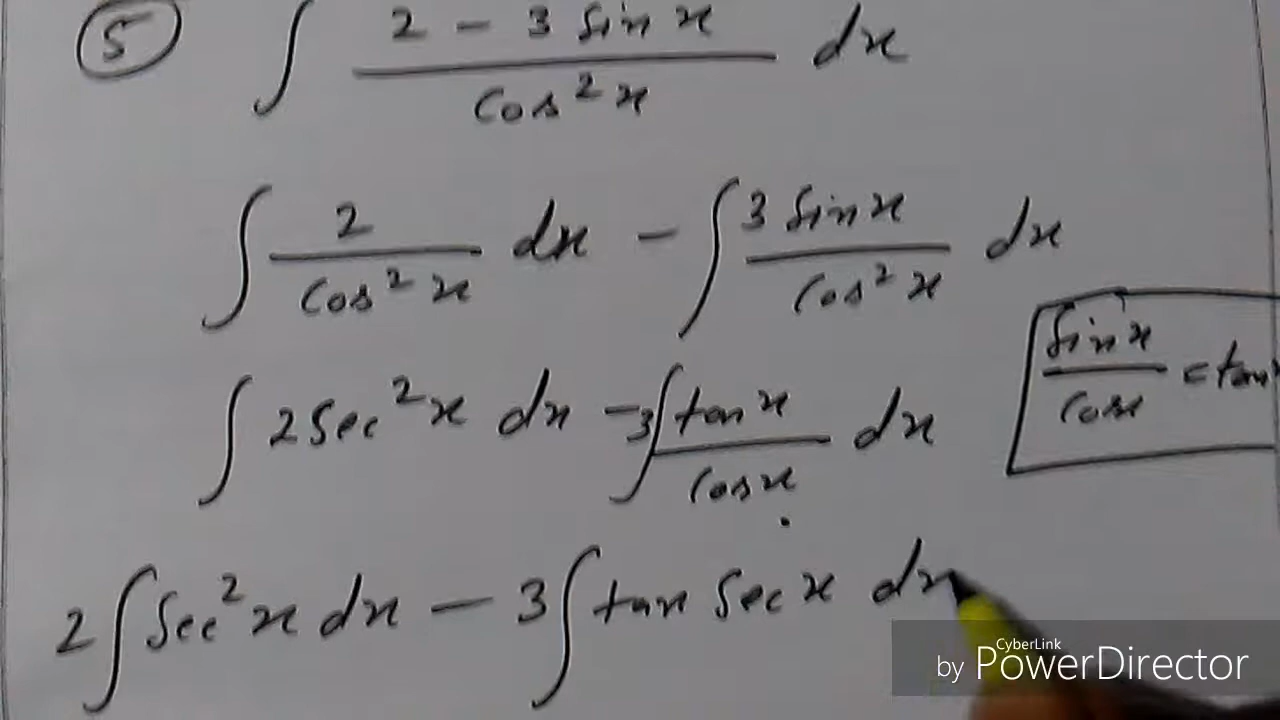 5 ∫ (2 - 3 sin x) / (cos² x) dx
∫ 2 / (cos² x) dx - ∫ (3 sin x) / (cos² x) dx
sin x / cos x = tan
∫ 2 sec² x dx - 3∫ (tan x) / (cos x) dx
2∫ sec² x dx - 3∫ tan x sec x dx
CyberLink
by PowerDirector